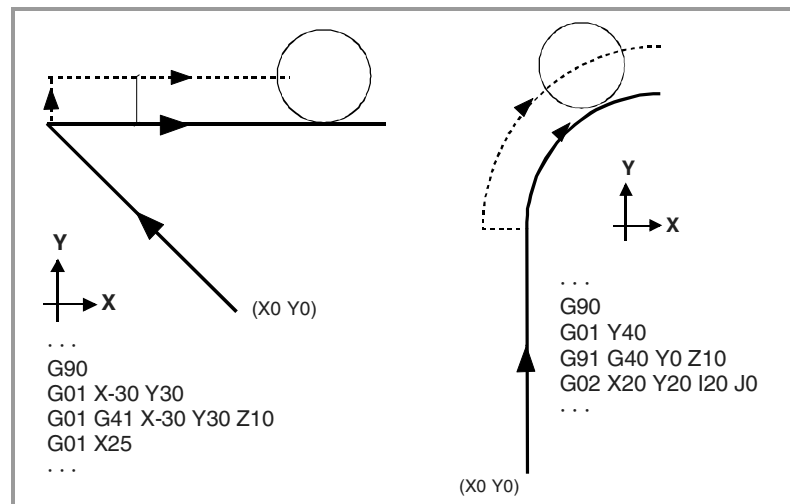 Y
X
(X0 Y0)
. . .
G90
G01 X-30 Y30
G01 G41 X-30 Y30 Z10
G01 X25
. . .
Y
X
. . .
G90
G01 Y40
G91 G40 Y0 Z10
G02 X20 Y20 I20 J0
. . .
(X0 Y0)